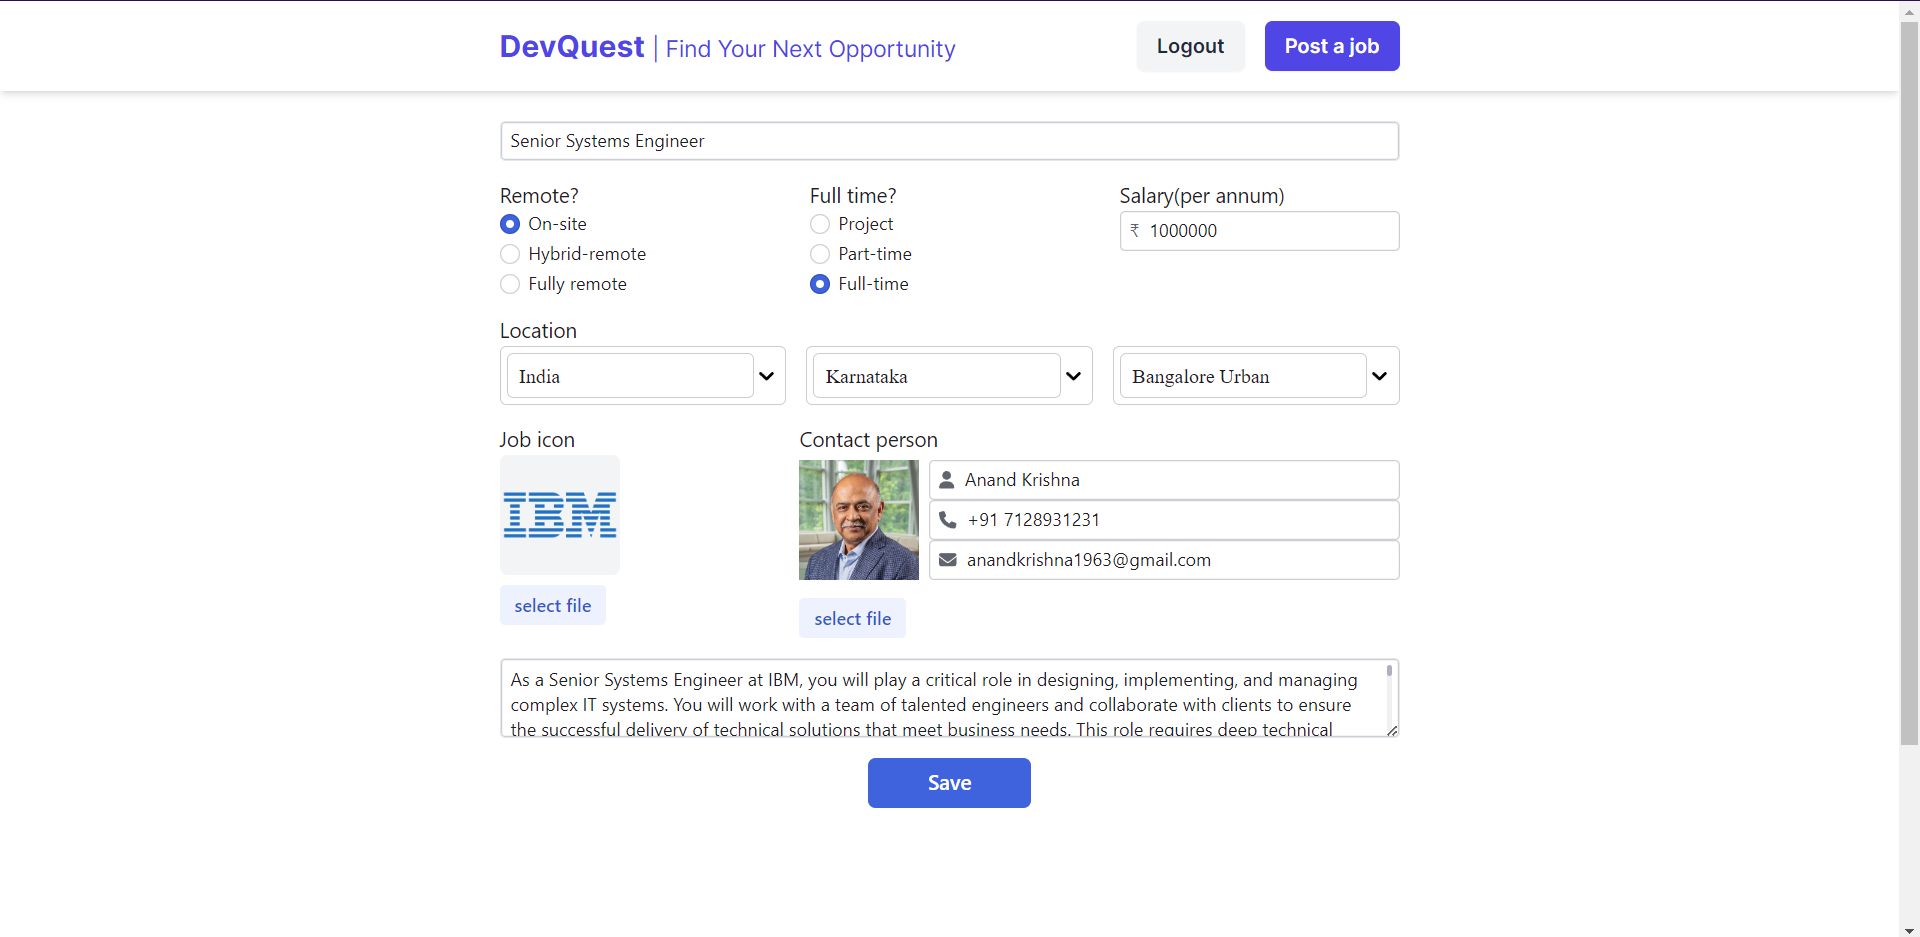 DevQuest | Find Your Next Opportunity
Logout
Post a job
Senior Systems Engineer
Remote?
On-site
Hybrid-remote
Fully remote
Full time?
Project
Part-time
Full-time
Salary(per annum)
₹ 1000000
Location
India
Karnataka
Bangalore Urban
Job icon
IBM
select file
Contact person
Anand Krishna
+91 7128931231
anandkrishna1963@gmail.com
select file
As a Senior Systems Engineer at IBM, you will play a critical role in designing, implementing, and managing
complex IT systems. You will work with a team of talented engineers and collaborate with clients to ensure
the successful delivery of technical solutions that meet business needs. This role requires deep technical
Save